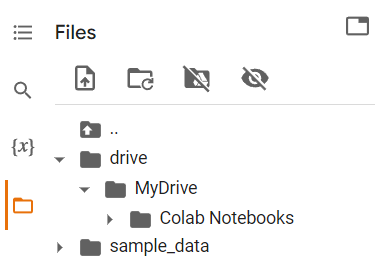 Files
{x}
..
drive
MyDrive
Colab Notebooks
sample_data